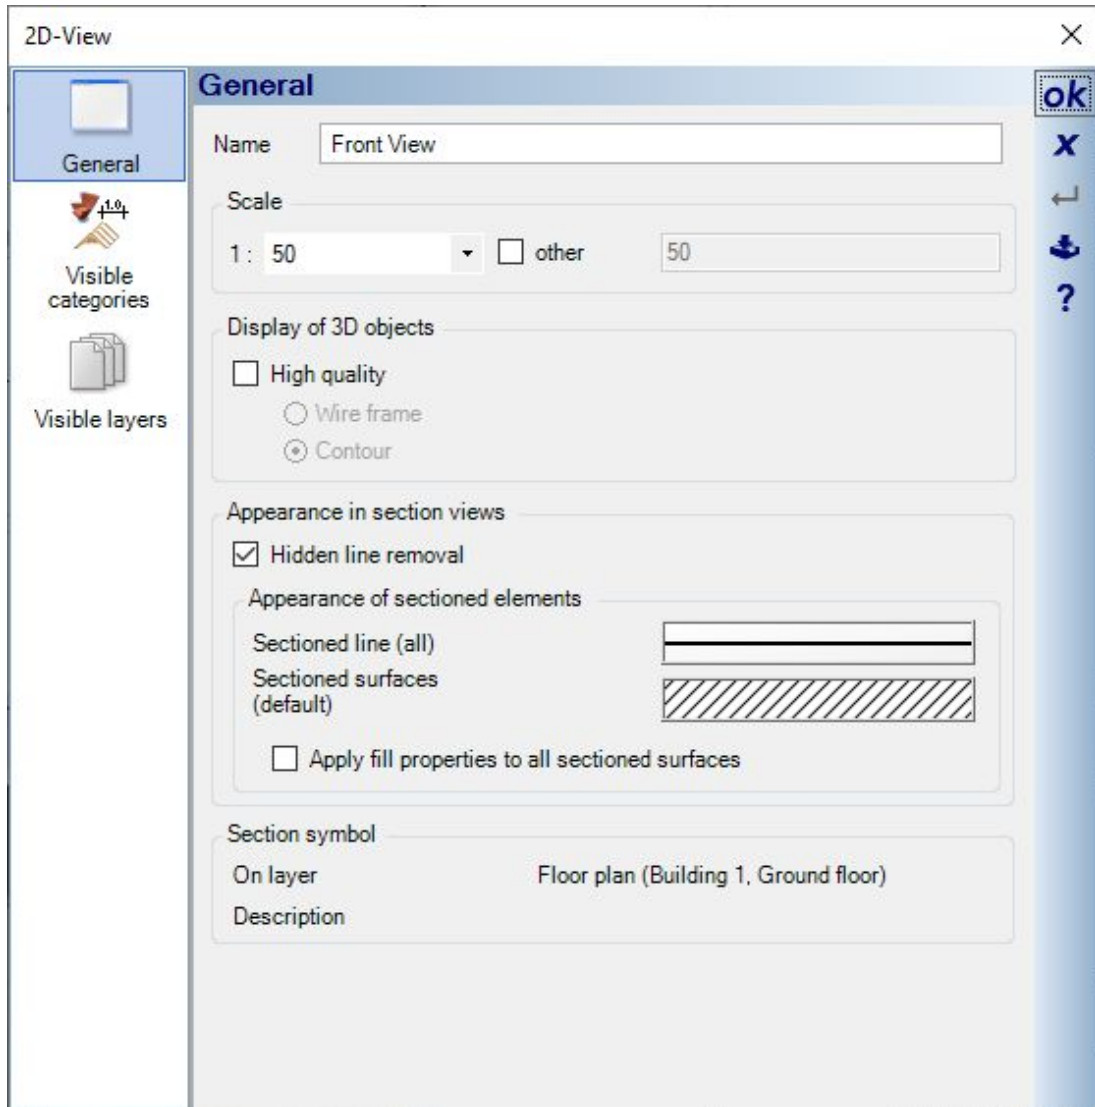 2D-View
General
General
Name
Front View
Visible
categories
Scale
1 : 50
other
50
Visible layers
Display of 3D objects
High quality
Wire frame
Contour
Appearance in section views
Hidden line removal
Appearance of sectioned elements
Sectioned line (all)
Sectioned surfaces
(default)
Apply fill properties to all sectioned surfaces
Section symbol
On layer
Floor plan (Building 1, Ground floor)
Description
ok
x
?
1.0